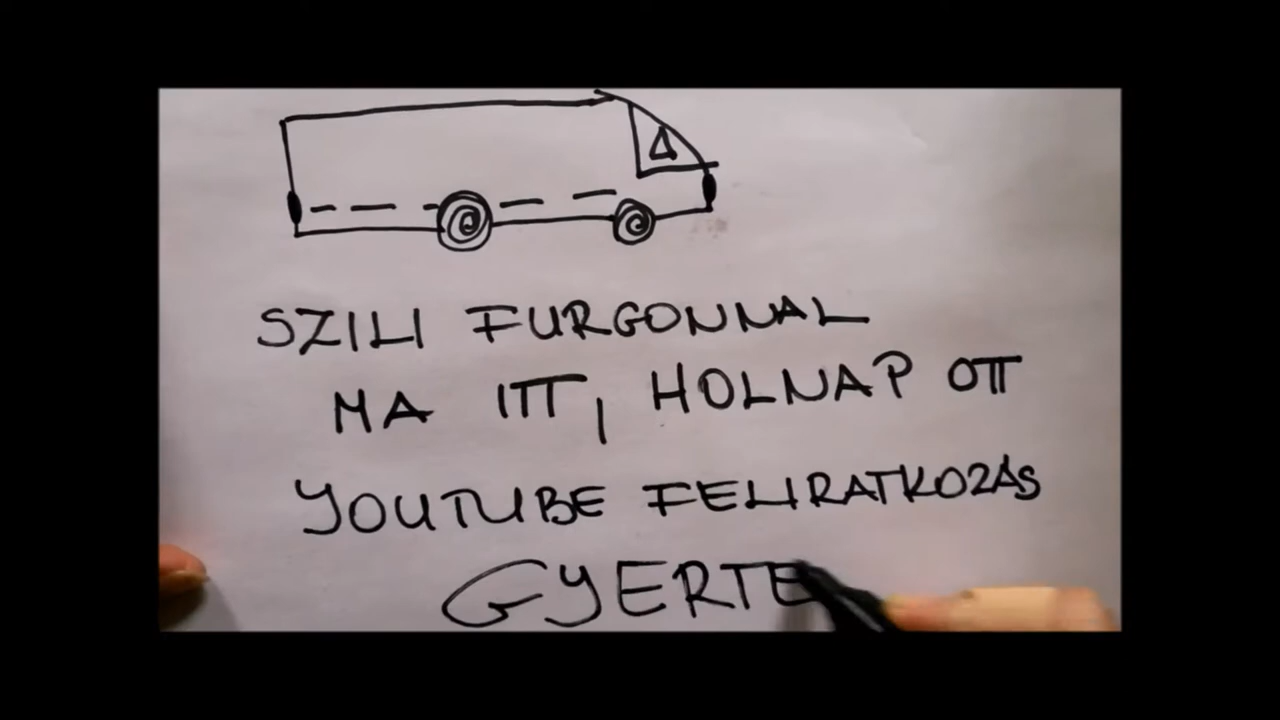 SZILI FURGONNAL
MA ITT, HOLNAP OTT
YOUTUBE FELIRATKOZÁS
GYERTE